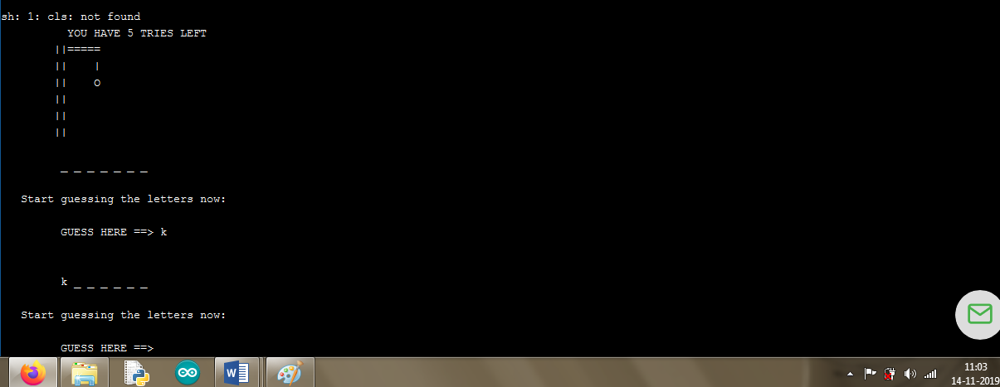 sh: 1: cls: not found
YOU HAVE 5 TRIES LEFT
||=====
||    |
||    O
||
||
||
_ _ _ _ _ _ _
Start guessing the letters now:
GUESS HERE ==> k
k _ _ _ _ _ _
Start guessing the letters now:
GUESS HERE ==>
W
11:03
14-11-2019